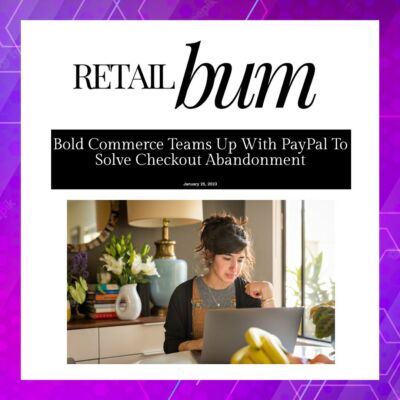 RETAIL bum
Bold Commerce Teams Up With PayPal To
Solve Checkout Abandonment
January 25, 2023